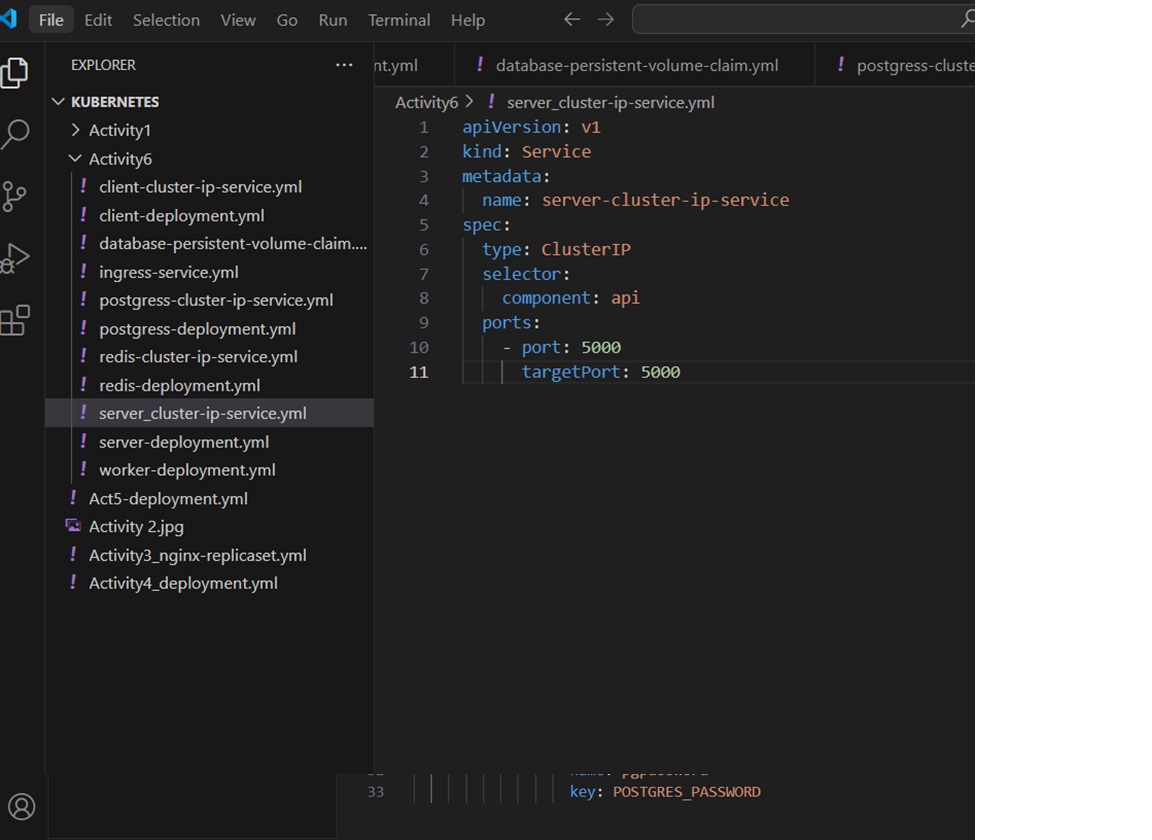 File Edit Selection View Go Run Terminal Help
EXPLORER ...
nt.yml ! database-persistent-volume-claim.yml ! postgress-cluste
KUBERNETES
Activity1
Activity6
! client-cluster-ip-service.yml
! client-deployment.yml
! database-persistent-volume-claim....
! ingress-service.yml
! postgress-cluster-ip-service.yml
! postgress-deployment.yml
! redis-cluster-ip-service.yml
! redis-deployment.yml
! server_cluster-ip-service.yml
! server-deployment.yml
! worker-deployment.yml
! Act5-deployment.yml
Activity 2.jpg
! Activity3_nginx-replicaset.yml
! Activity4_deployment.yml
Activity6 > ! server_cluster-ip-service.yml
1 apiVersion: v1
2 kind: Service
3 metadata:
4 name: server-cluster-ip-service
5 spec:
6 type: ClusterIP
7 selector:
8 component: api
9 ports:
10 - port: 5000
11 targetPort: 5000
33 key: POSTGRES_PASSWORD